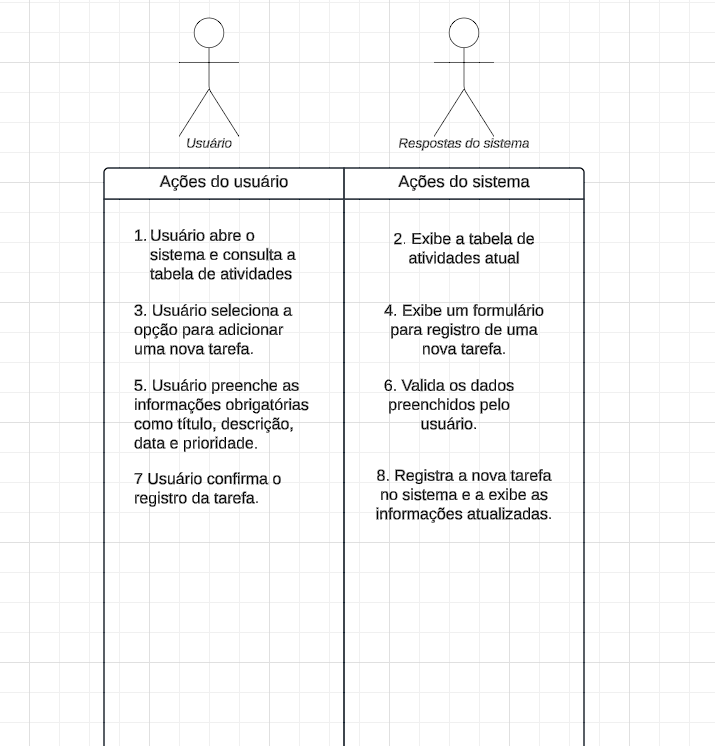 Usuário
Respostas do sistema
Ações do usuário
Ações do sistema
1. Usuário abre o
sistema e consulta a
tabela de atividades
2. Exibe a tabela de
atividades atual
3. Usuário seleciona a
opção para adicionar
uma nova tarefa.
4. Exibe um formulário
para registro de uma
nova tarefa.
5. Usuário preenche as
informações obrigatórias
como título, descrição,
data e prioridade.
6. Valida os dados
preenchidos pelo
usuário.
7 Usuário confirma o
registro da tarefa.
8. Registra a nova tarefa
no sistema e a exibe as
informações atualizadas.